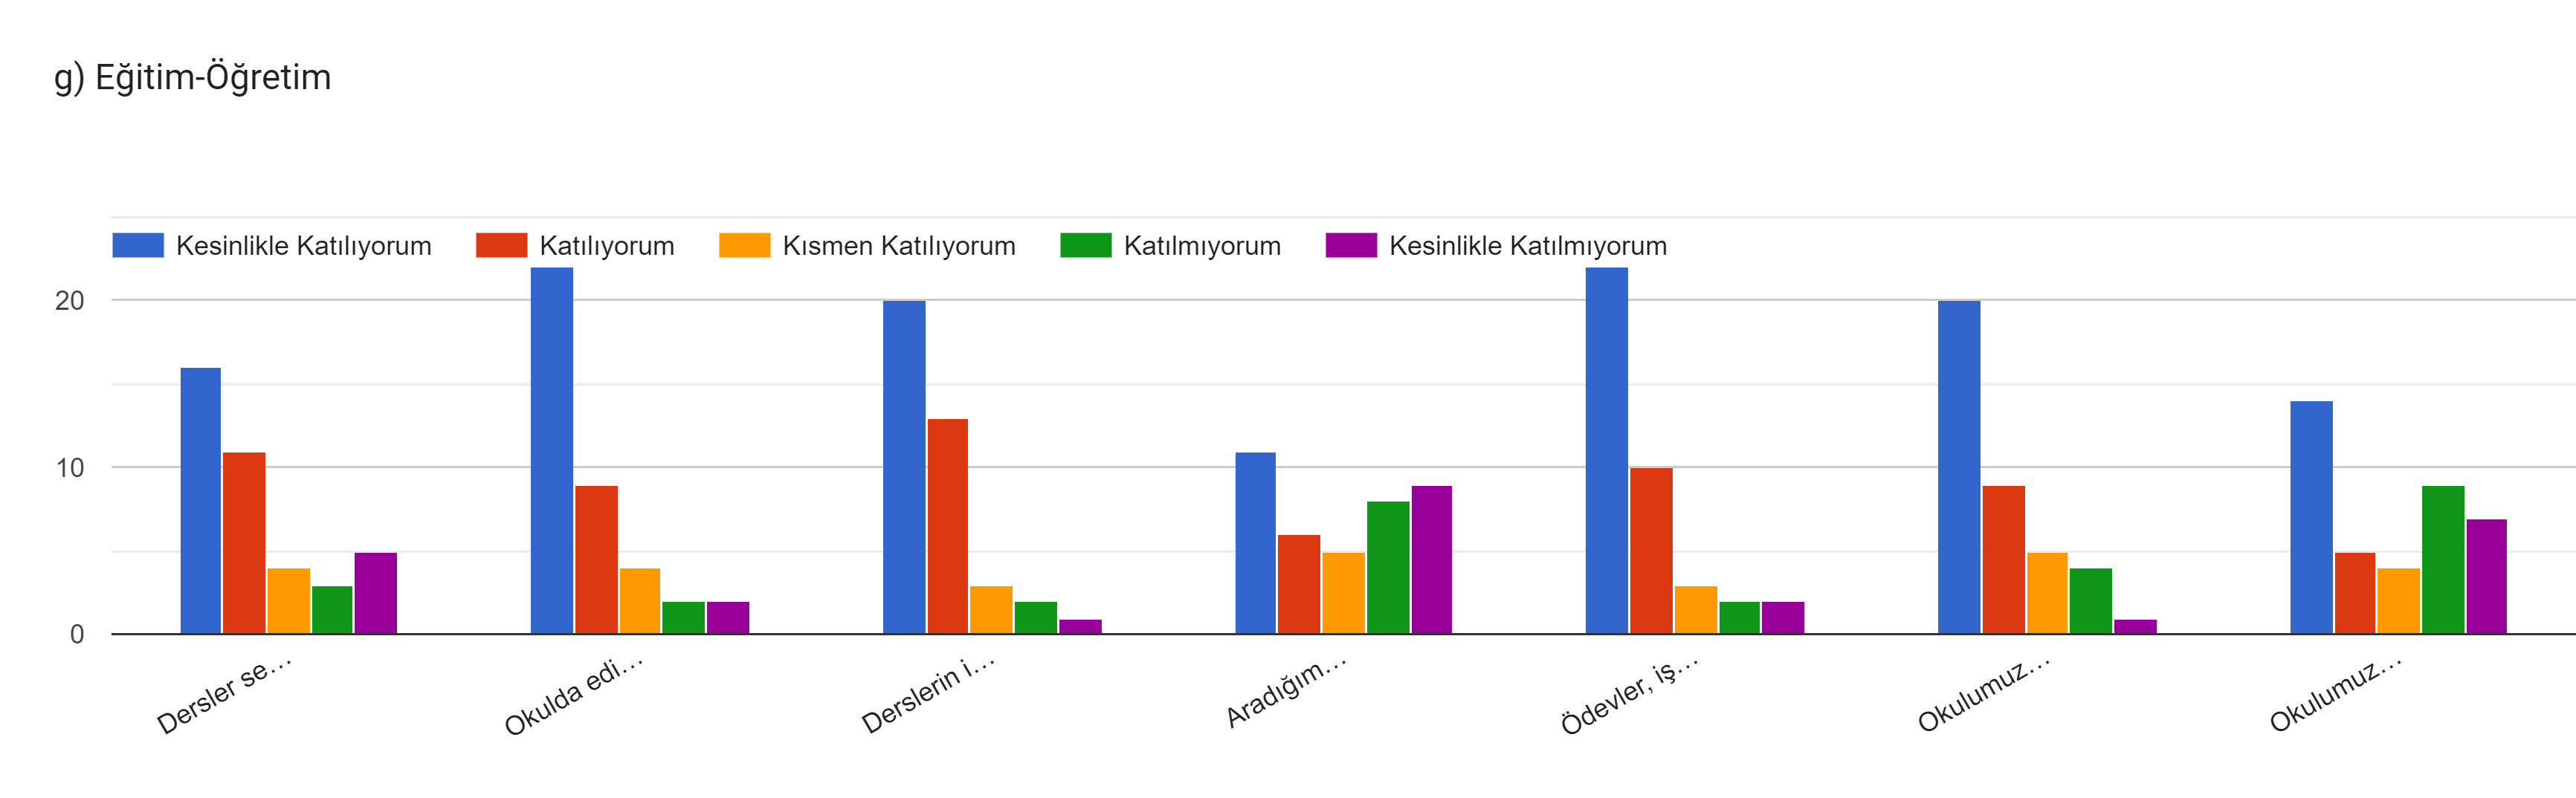 g) Eğitim-Öğretim
Kesinlikle Katılıyorum Katılıyorum Kısmen Katılıyorum Katılmıyorum Kesinlikle Katılmıyorum
20
10
0
Dersler se…
Okulda edi…
Derslerin i…
Aradığım…
Ödevler, iş…
Okulumuz…
Okulumuz…